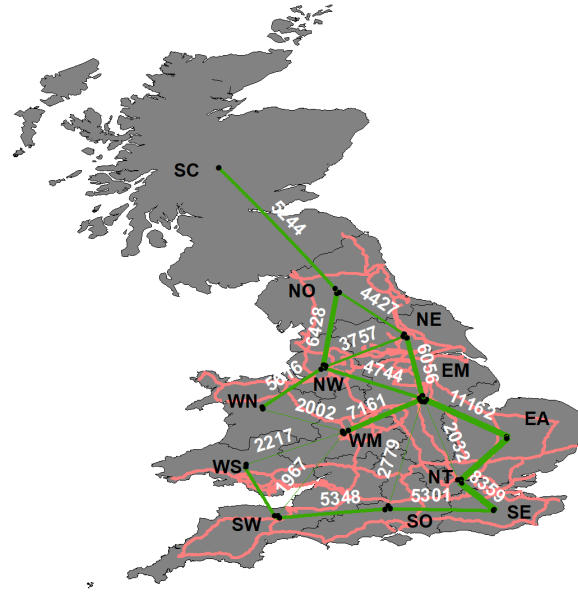 SC
5244
NO
4427
6428
3757
NE
6056
EM
4744
NW
5816
WN
2002
7161
11162
EA
WM
2217
2779
2032
WS
1967
NT
8359
5348
5301
SW
SO
SE